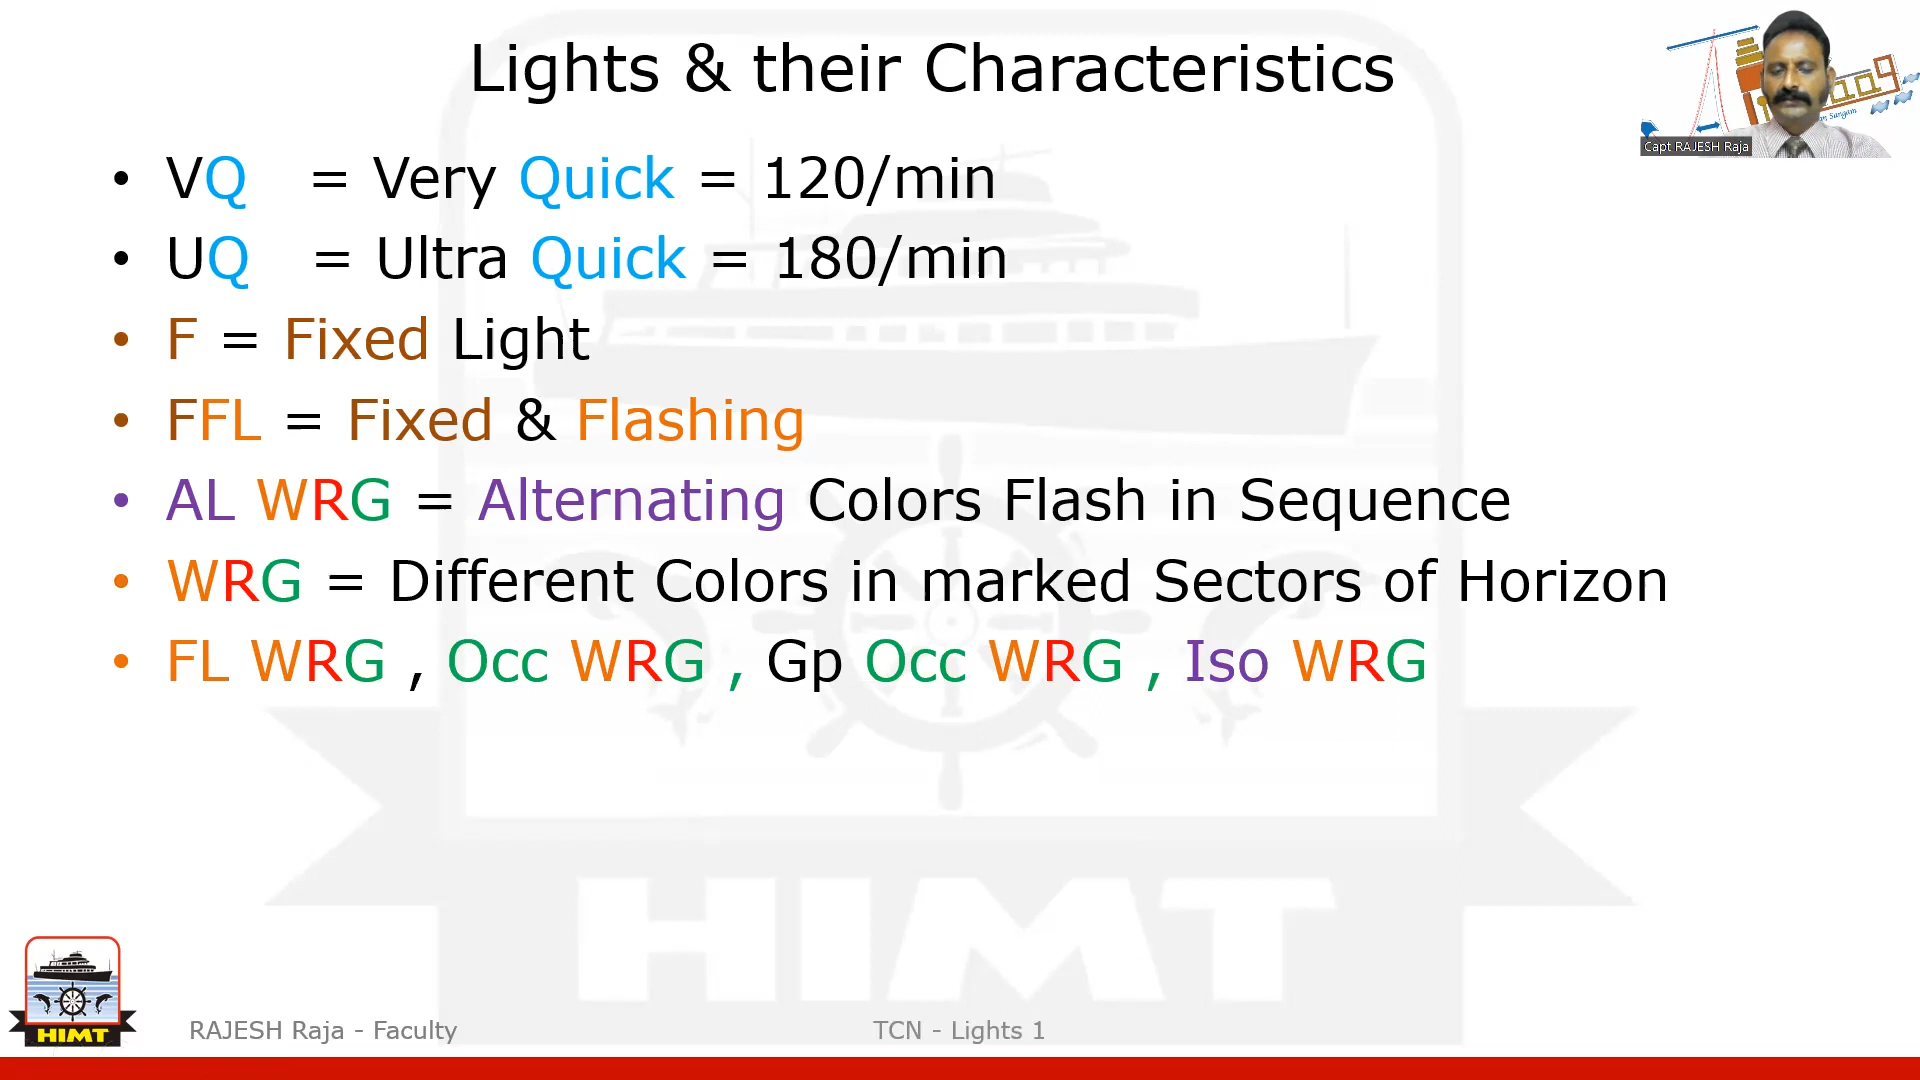 Lights & their Characteristics
• VQ = Very Quick = 120/min
• UQ = Ultra Quick = 180/min
• F = Fixed Light
• FFL = Fixed & Flashing
• AL WRG = Alternating Colors Flash in Sequence
• WRG = Different Colors in marked Sectors of Horizon
• FL WRG , Occ WRG , Gp Occ WRG , Iso WRG
Capt RAJESH Raja
HIMT
HIMT
RAJESH Raja - Faculty
TCN - Lights 1